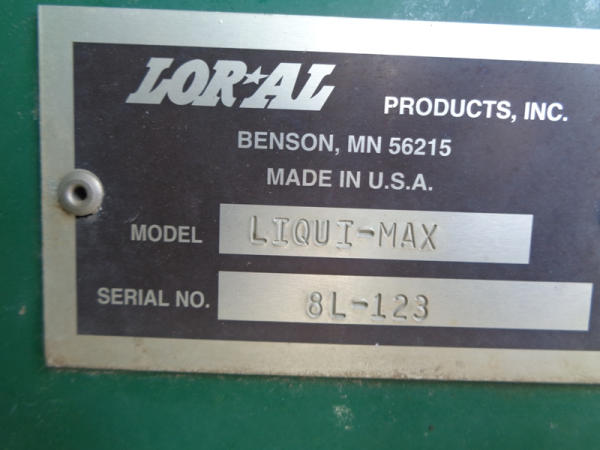 LOR★AL PRODUCTS, INC.
BENSON, MN 56215
MADE IN U.S.A.
MODEL LIQUI-MAX
SERIAL NO. 8L-123